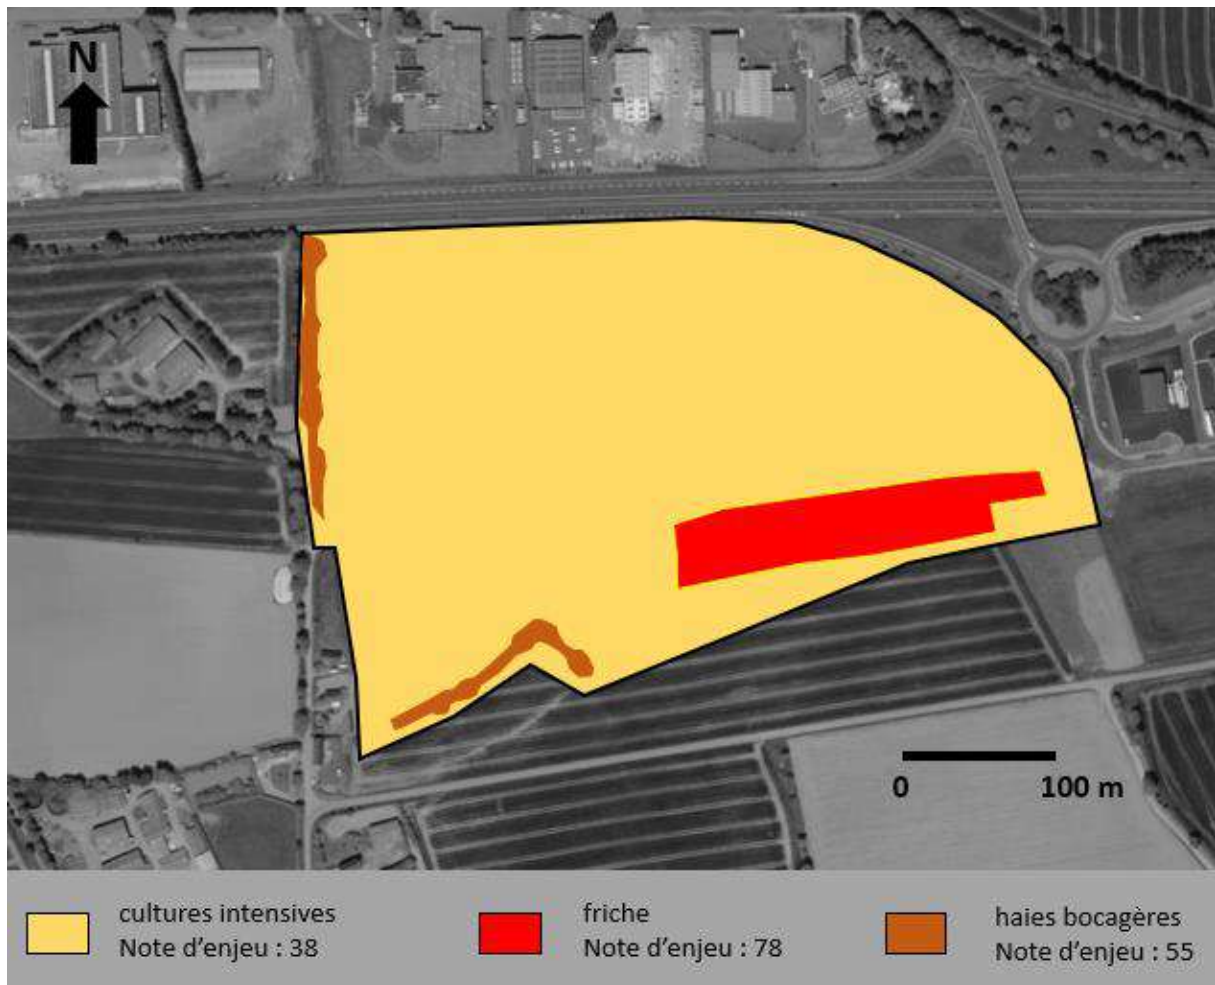 N
0 100 m
cultures intensives
Note d'enjeu : 38
friche
Note d'enjeu : 78
haies bocagères
Note d'enjeu : 55